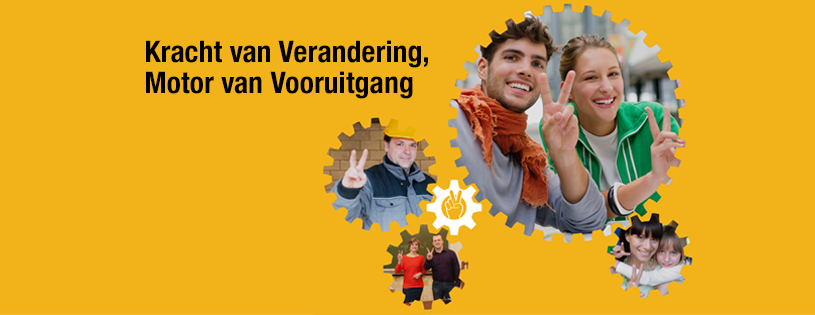 Kracht van Verandering,
Motor van Vooruitgang